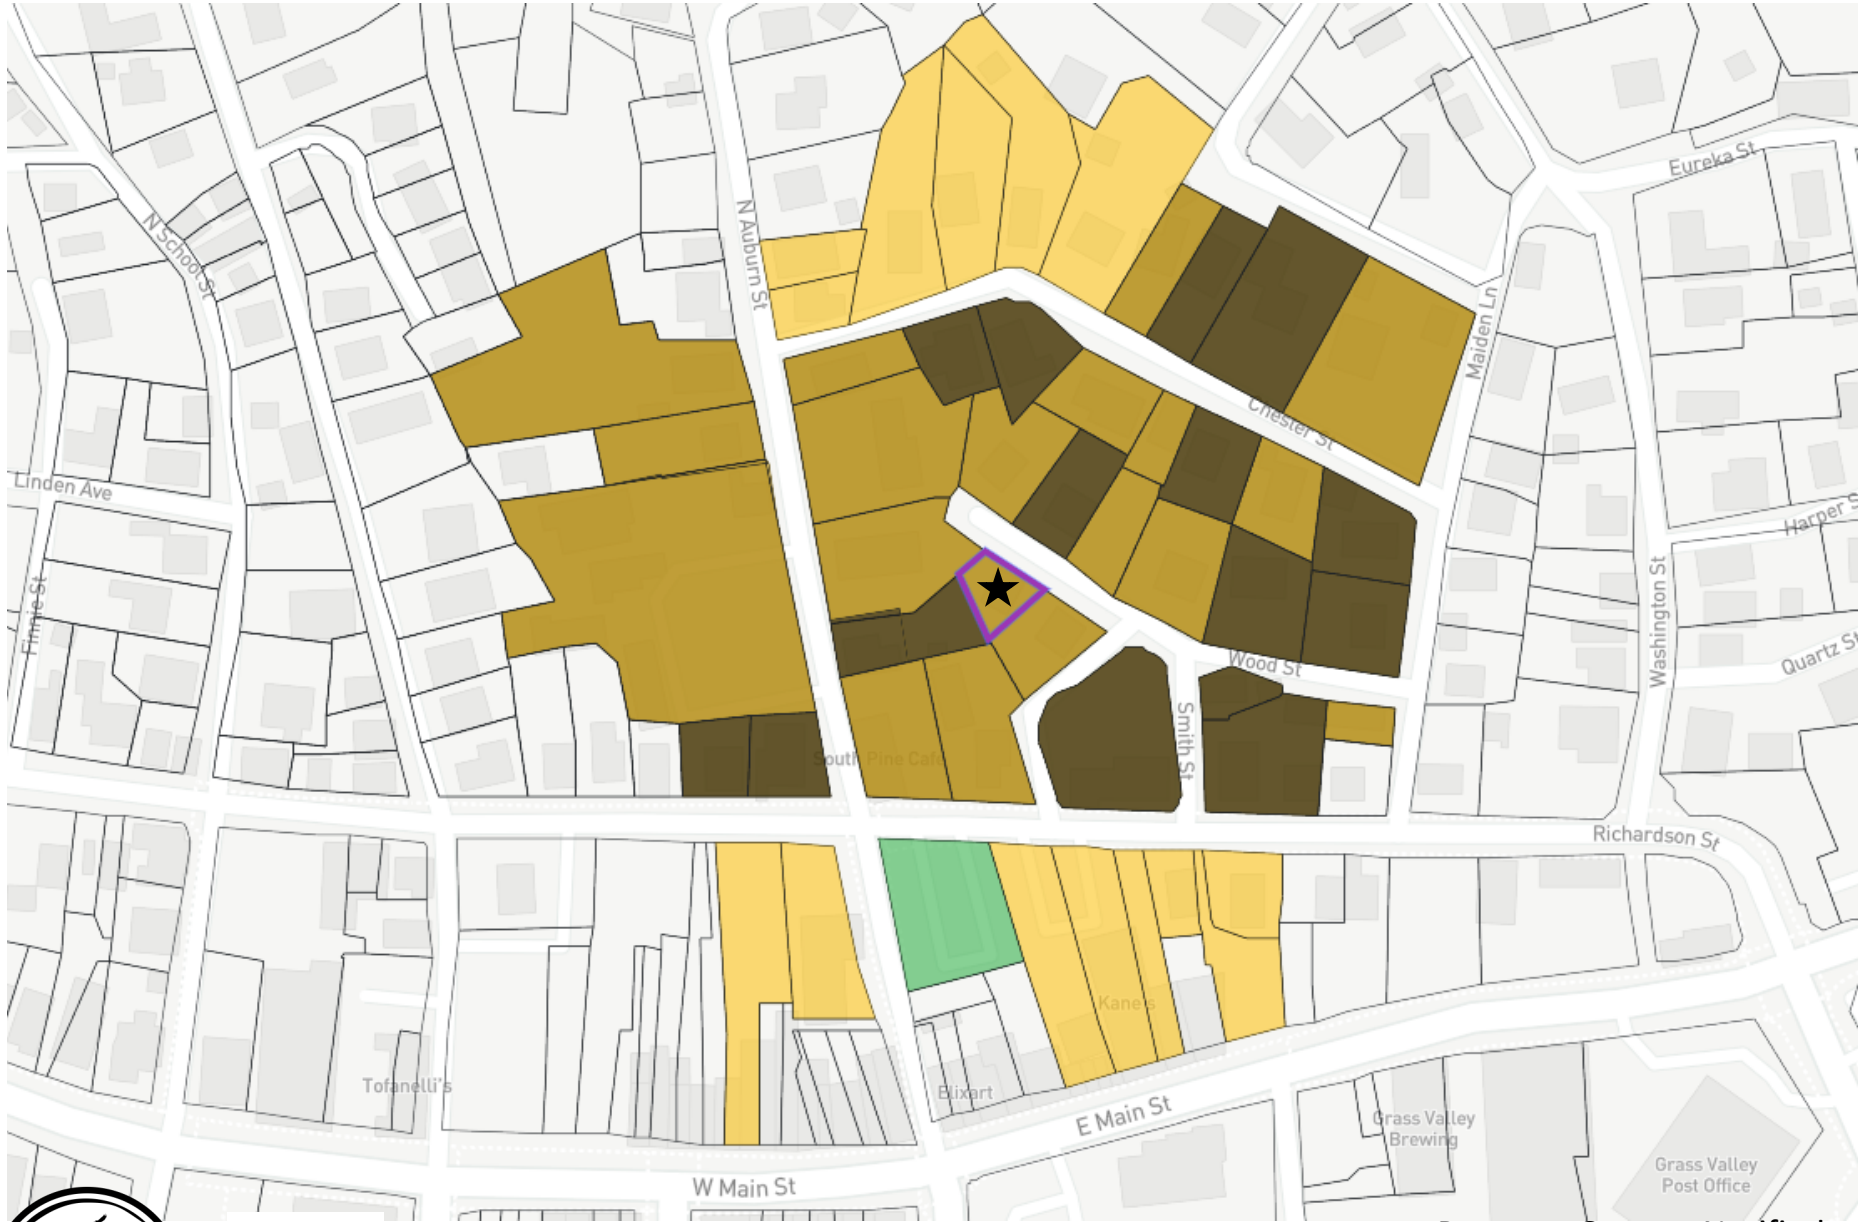 Eureka St
N School St
N Auburn St
Maiden Ln
Chester St
Linden Ave
Harper S
Finnie St
Washington St
Wood St
Quartz St
Smith St
South Pine Cafe
Richardson St
Kane's
Tofanelli's
Elixart
E Main St
Grass Valley
Brewing
Grass Valley
Post Office
W Main St